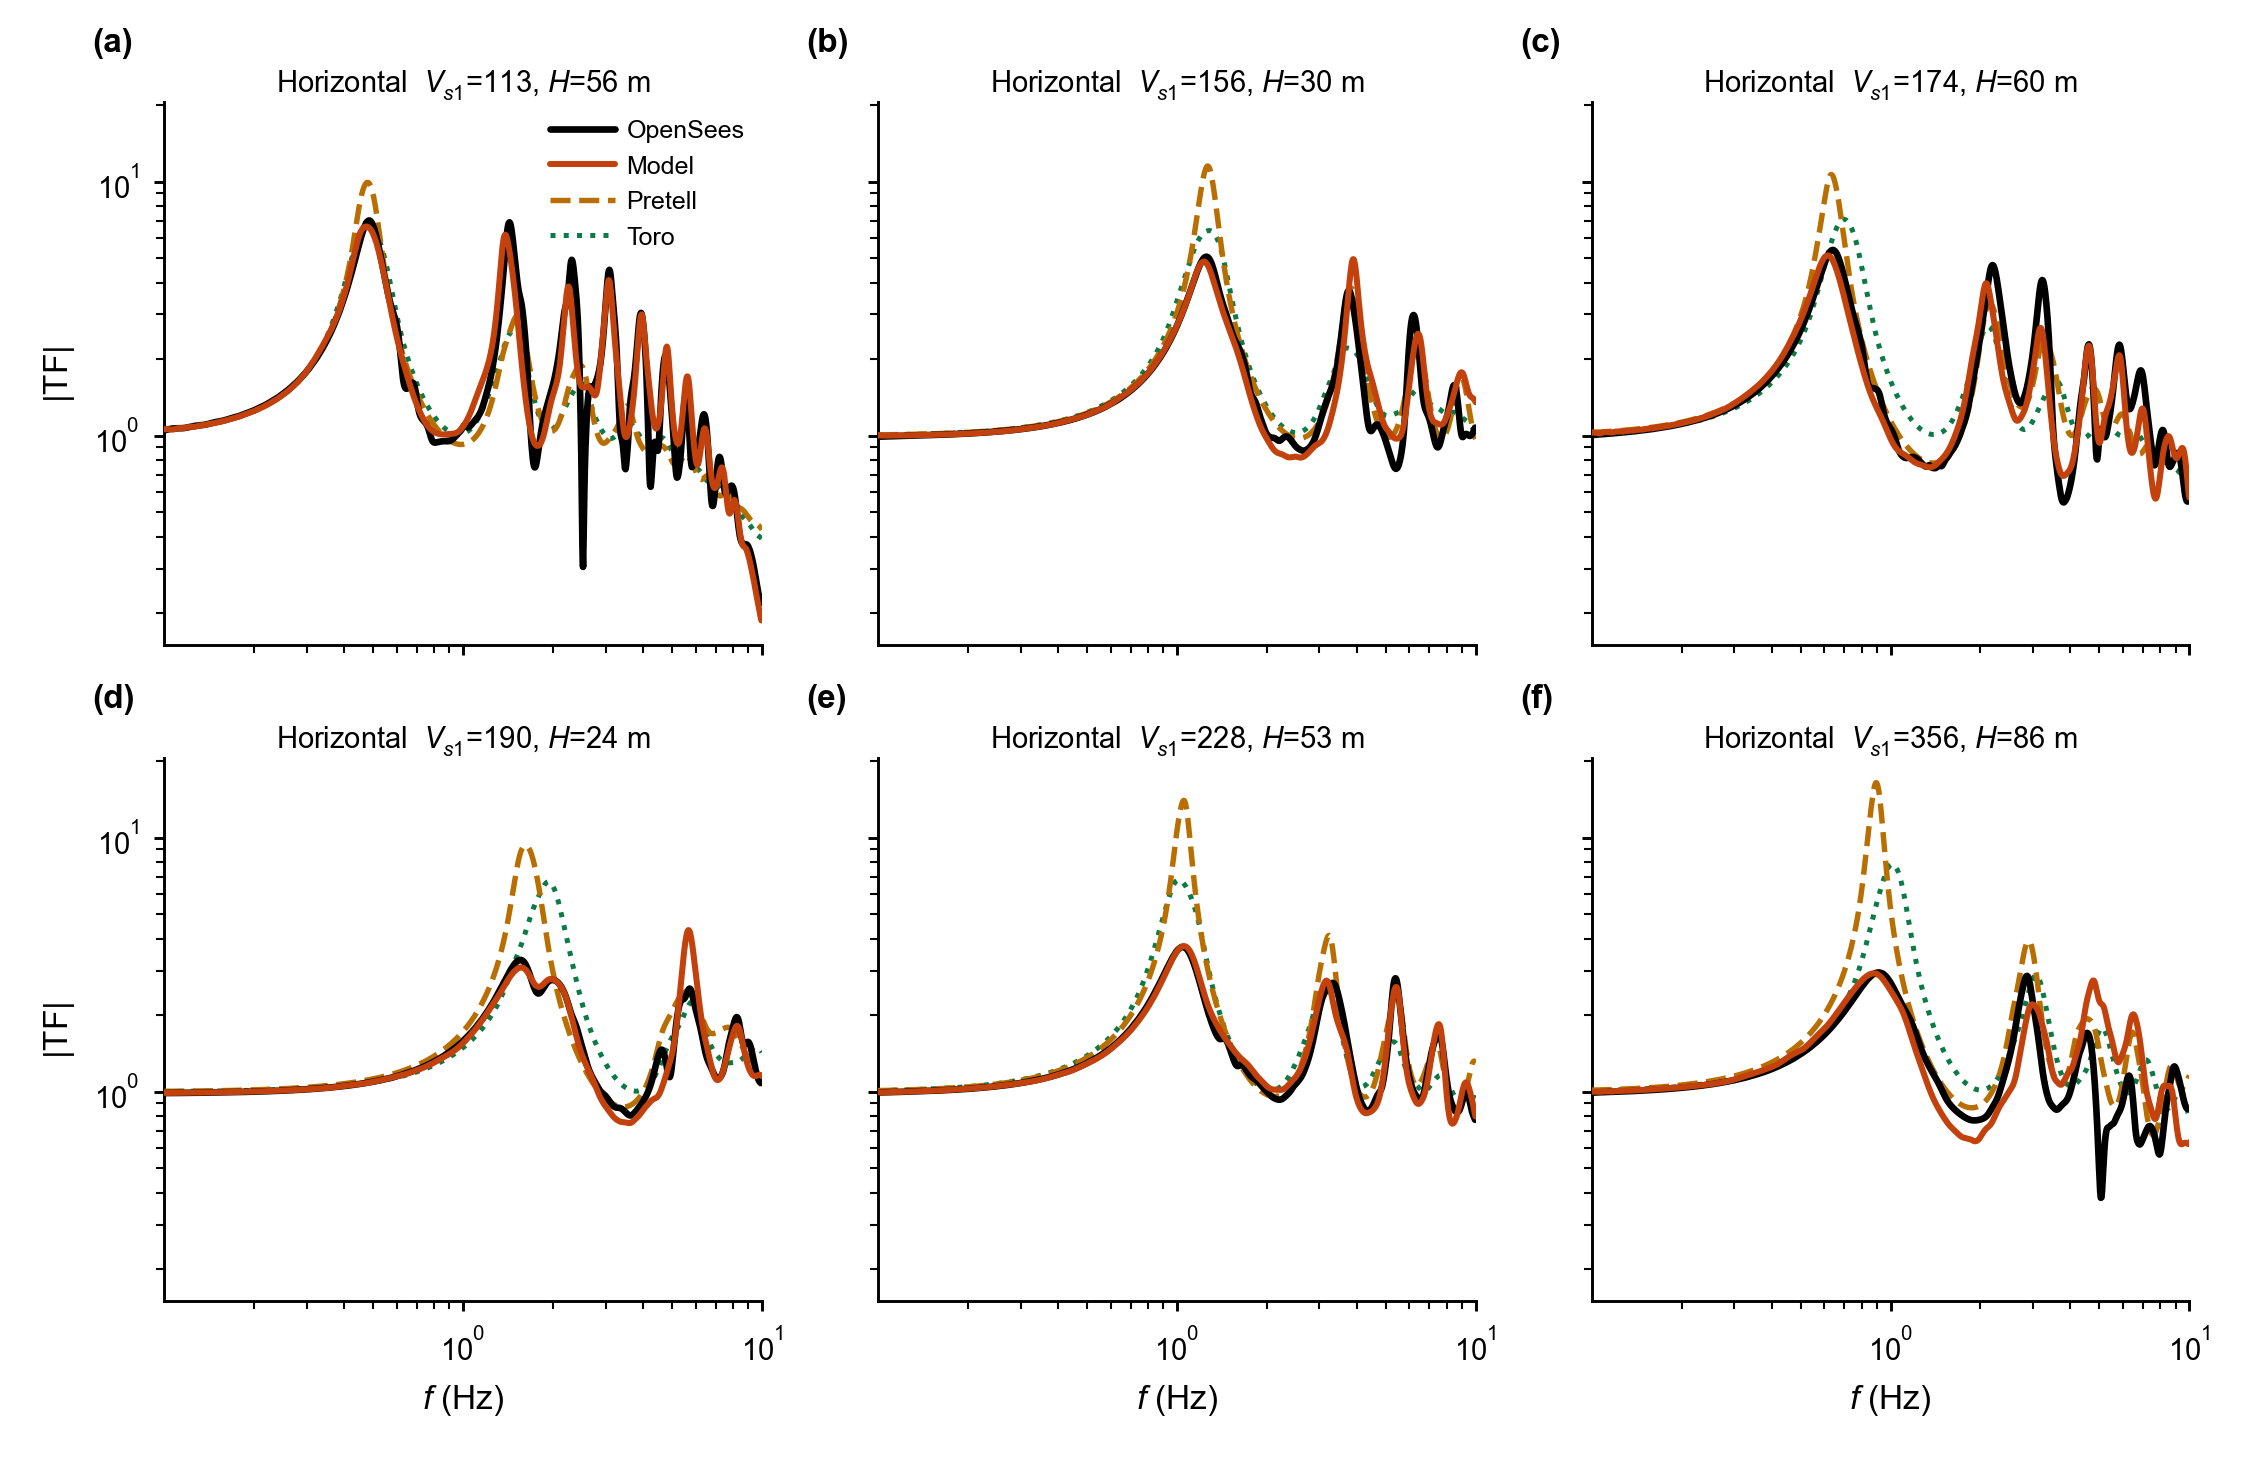 (a)
Horizontal Vs1=113, H=56 m
OpenSees
Model
Pretell
Toro
10^1
10^0
|TF|
(b)
Horizontal Vs1=156, H=30 m
(c)
Horizontal Vs1=174, H=60 m
(d)
Horizontal Vs1=190, H=24 m
10^1
10^0
|TF|
10^0 10^1
f (Hz)
(e)
Horizontal Vs1=228, H=53 m
10^0 10^1
f (Hz)
(f)
Horizontal Vs1=356, H=86 m
10^0 10^1
f (Hz)